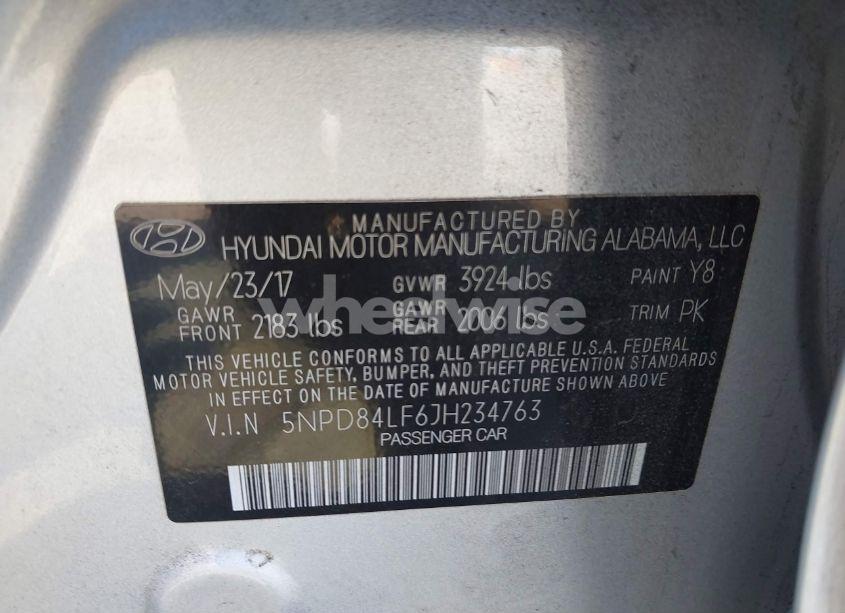 MANUFACTURED BY
HYUNDAI MOTOR MANUFACTURING ALABAMA, LLC
May/23/17 GVWR 3924 lbs PAINT Y8
GAWR FRONT 2183 lbs GAWR REAR 2006 lbs TRIM PK
wheelwise
THIS VEHICLE CONFORMS TO ALL APPLICABLE U.S.A. FEDERAL
MOTOR VEHICLE SAFETY, BUMPER, AND THEFT PREVENTION STANDARDS
IN EFFECT ON THE DATE OF MANUFACTURE SHOWN ABOVE.
V.I.N 5NPD84LF6JH234763
PASSENGER CAR